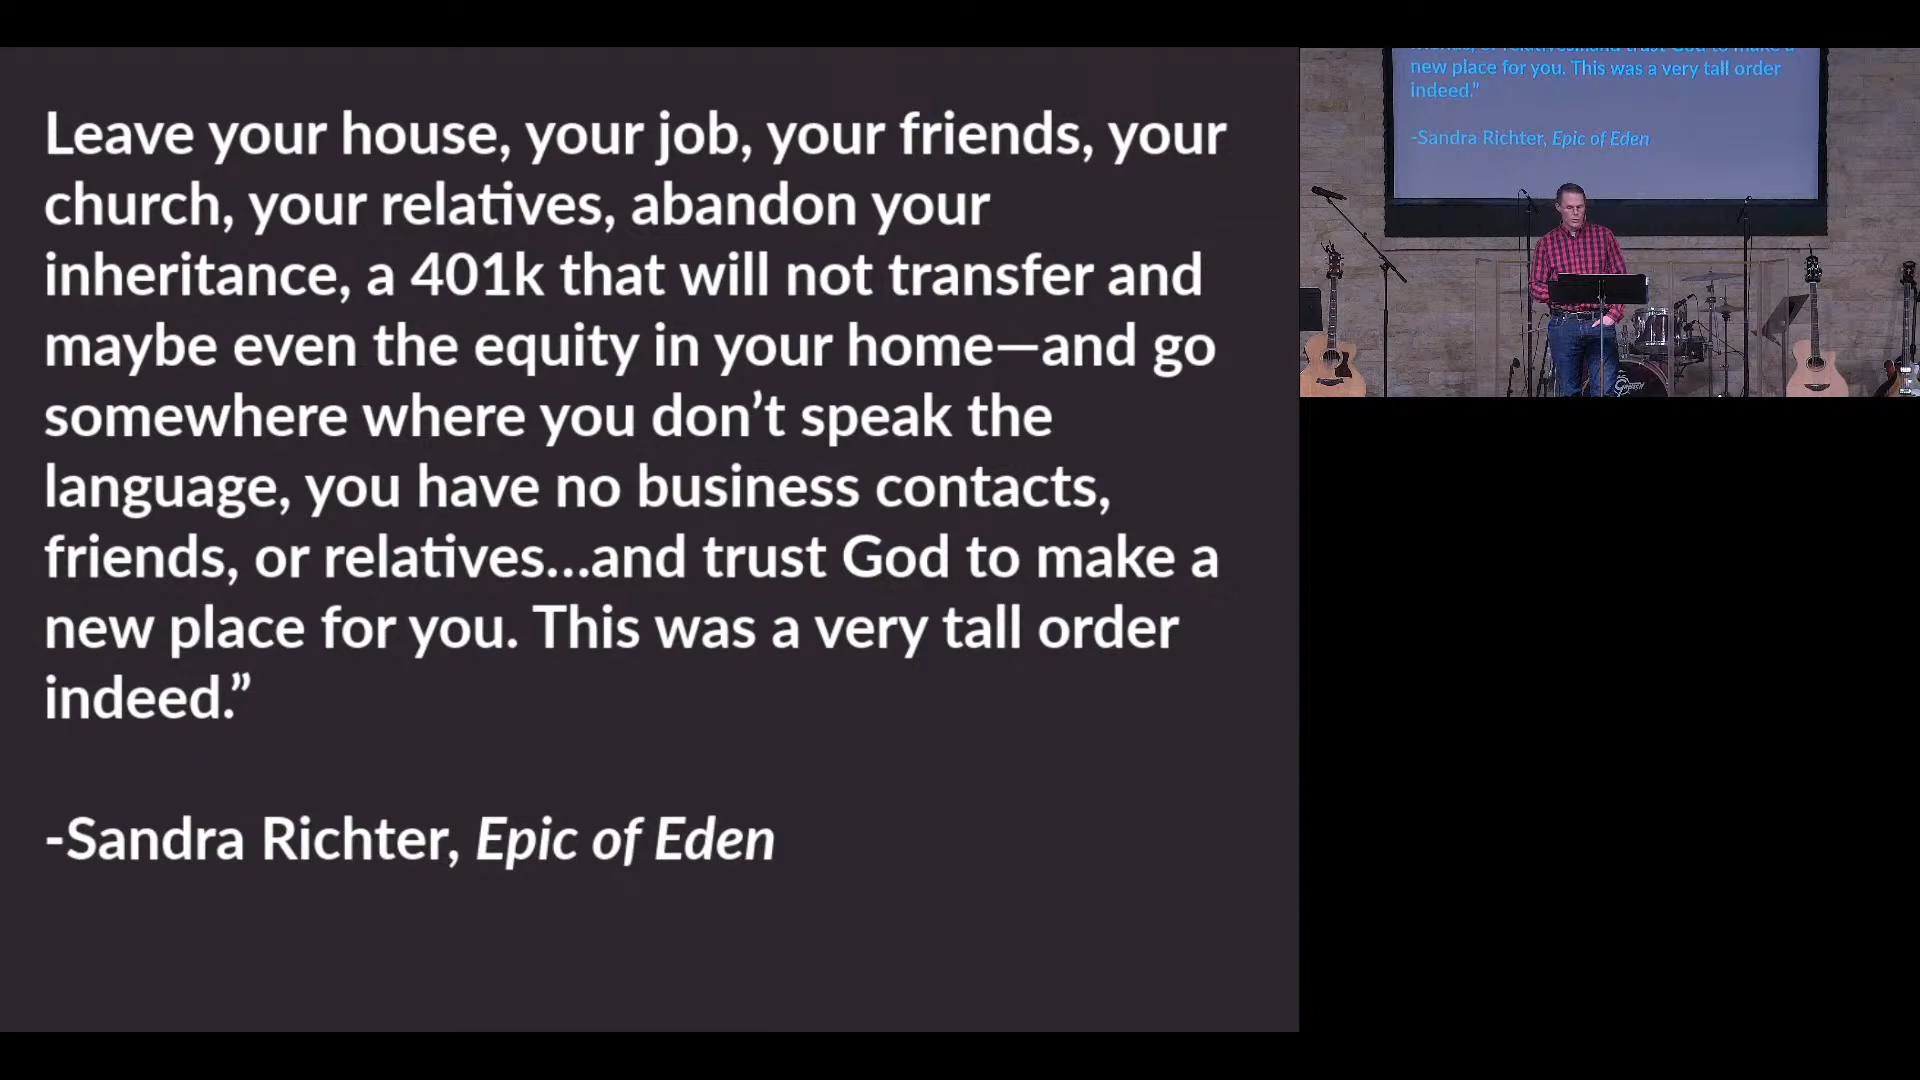 Leave your house, your job, your friends, your
church, your relatives, abandon your
inheritance, a 401k that will not transfer and
maybe even the equity in your home—and go
somewhere where you don’t speak the
language, you have no business contacts,
friends, or relatives...and trust God to make a
new place for you. This was a very tall order
indeed.”
-Sandra Richter, Epic of Eden
new place for you. This was a very tall order
indeed.”
-Sandra Richter, Epic of Eden